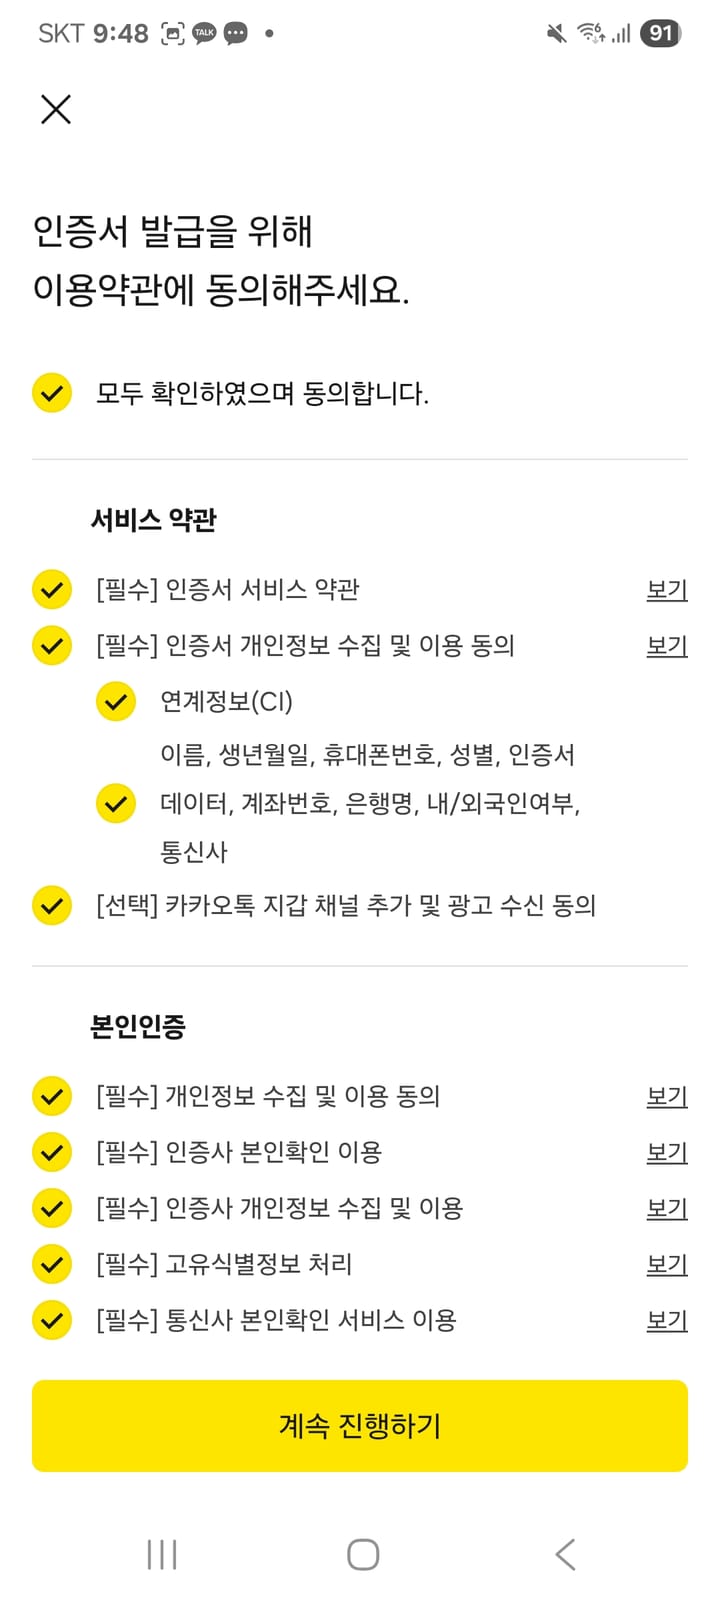 SKT 9:48 TALK 6 91
인증서 발급을 위해
이용약관에 동의해주세요.
모두 확인하였으며 동의합니다.
서비스 약관
[필수] 인증서 서비스 약관 보기
[필수] 인증서 개인정보 수집 및 이용 동의 보기
연계정보(CI)
이름, 생년월일, 휴대폰번호, 성별, 인증서
데이터, 계좌번호, 은행명, 내/외국인여부,
통신사
[선택] 카카오톡 지갑 채널 추가 및 광고 수신 동의
본인인증
[필수] 개인정보 수집 및 이용 동의 보기
[필수] 인증사 본인확인 이용 보기
[필수] 인증사 개인정보 수집 및 이용 보기
[필수] 고유식별정보 처리 보기
[필수] 통신사 본인확인 서비스 이용 보기
계속 진행하기